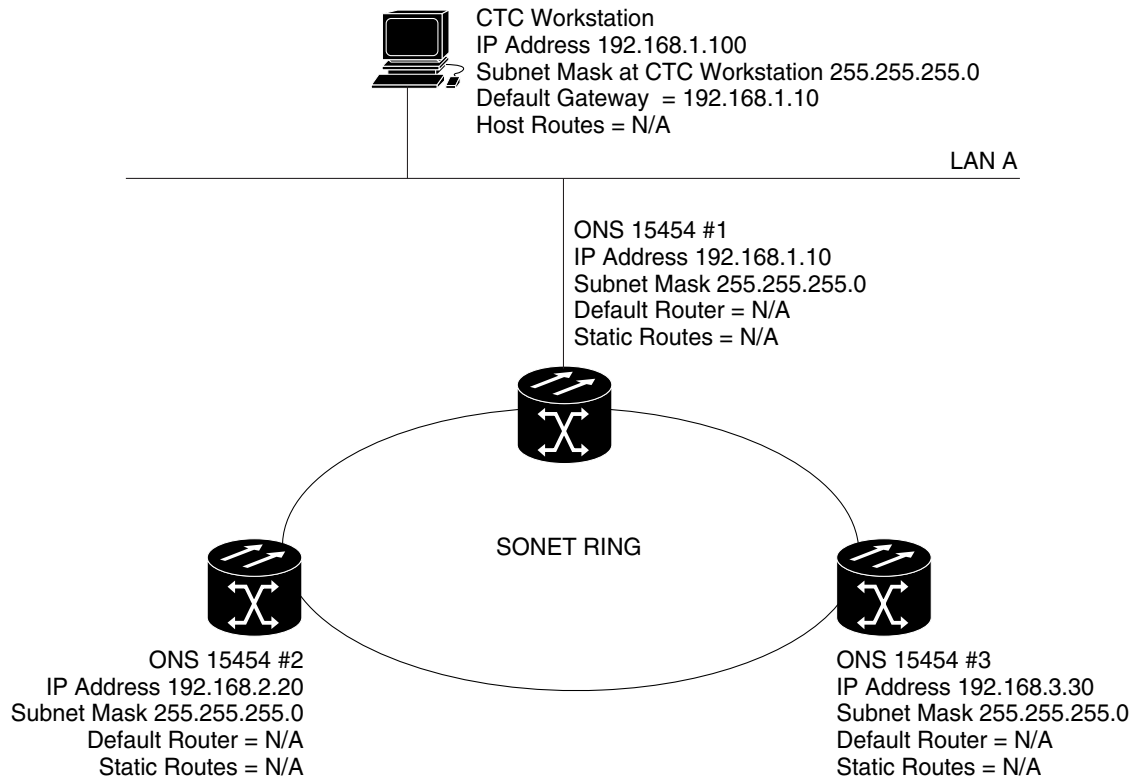 CTC Workstation
IP Address 192.168.1.100
Subnet Mask at CTC Workstation 255.255.255.0
Default Gateway  = 192.168.1.10
Host Routes = N/A
LAN A
ONS 15454 #1
IP Address 192.168.1.10
Subnet Mask 255.255.255.0
Default Router = N/A
Static Routes = N/A
SONET RING
ONS 15454 #2
IP Address 192.168.2.20
Subnet Mask 255.255.255.0
Default Router = N/A
Static Routes = N/A
ONS 15454 #3
IP Address 192.168.3.30
Subnet Mask 255.255.255.0
Default Router = N/A
Static Routes = N/A